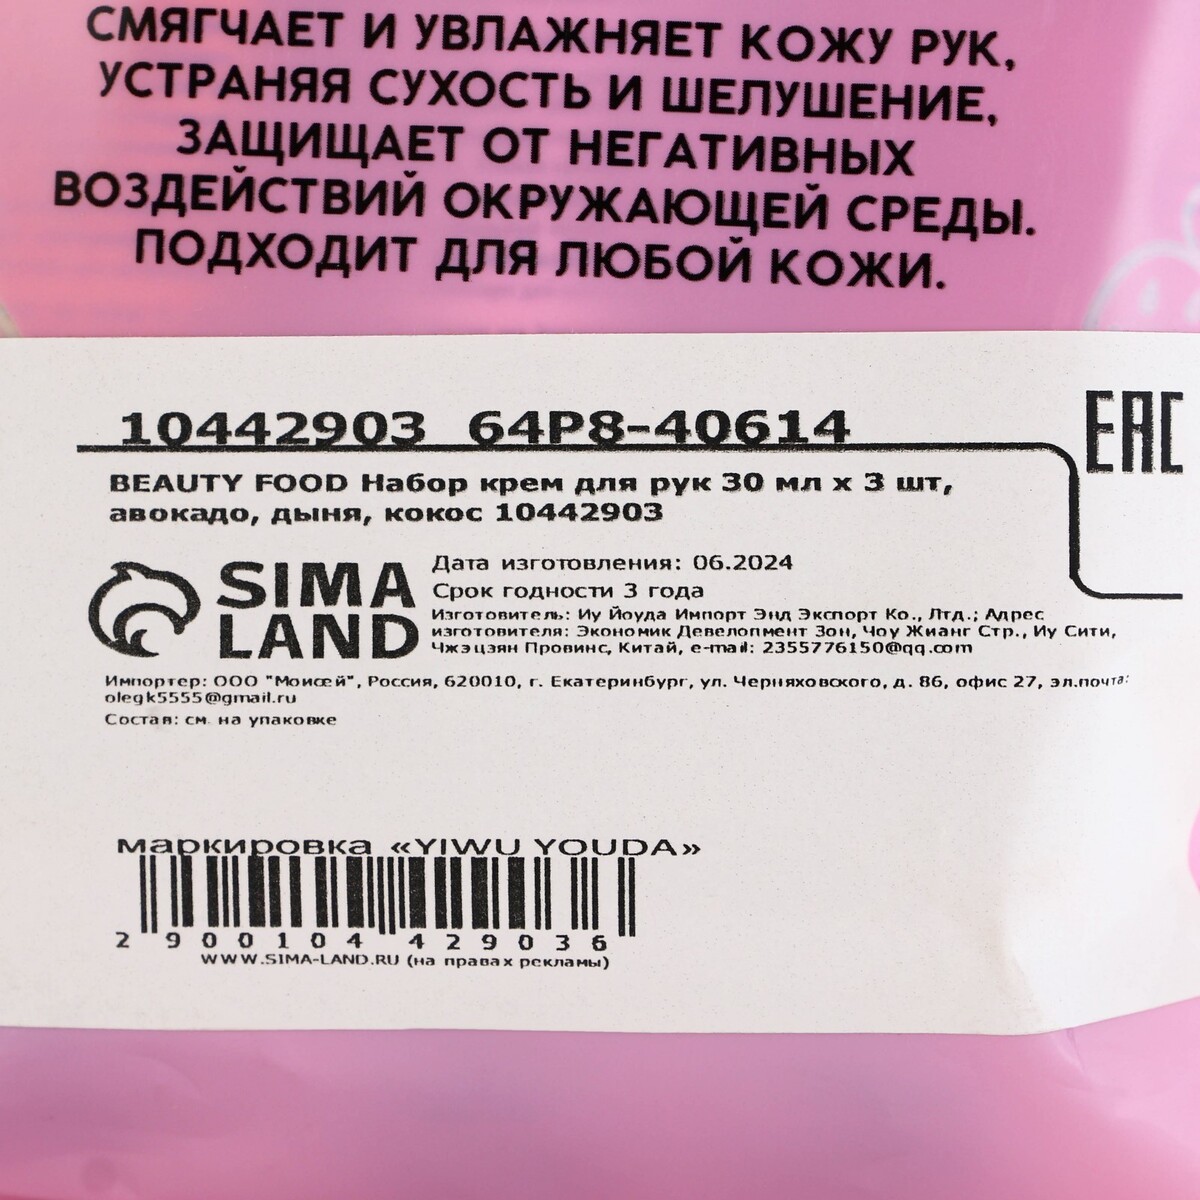 СМЯГЧАЕТ И УВЛАЖНЯЕТ КОЖУ РУК,
УСТРАНЯЯ СУХОСТЬ И ШЕЛУШЕНИЕ,
ЗАЩИЩАЕТ ОТ НЕГАТИВНЫХ
ВОЗДЕЙСТВИЙ ОКРУЖАЮЩЕЙ СРЕДЫ.
ПОДХОДИТ ДЛЯ ЛЮБОЙ КОЖИ.
10442903 64P8-40614
EAC
BEAUTY FOOD Набор крем для рук 30 мл х 3 шт,
авокадо, дыня, кокос 10442903
SIMA
LAND
Дата изготовления: 06.2024
Срок годности 3 года
Изготовитель: Иу Йоуда Импорт Энд Экспорт Ко., Лтд.; Адрес
изготовителя: Экономик Девелопмент Зон, Чоу Жианг Стр., Иу Сити,
Чжэцзян Провинс, Китай, e-mail: 2355776150@qq.com
Импортер: ООО "Моисей", Россия, 620010, г. Екатеринбург, ул. Черняховского, д. 86, офис 27, эл.почта:
olegk5555@gmail.ru
Состав: см. на упаковке
маркировка «YIWU YOUDA»
2 900104 429036
WWW.SIMA-LAND.RU (на правах рекламы)